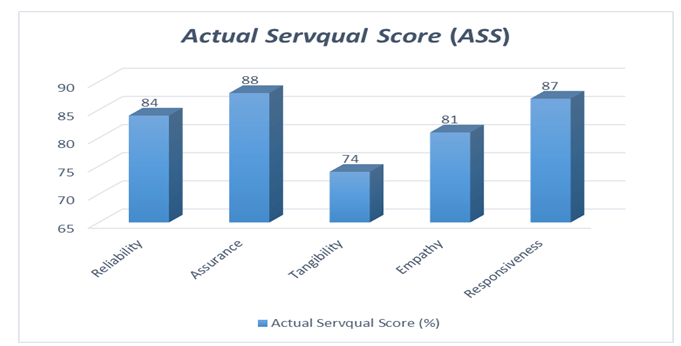 Actual Servqual Score (ASS)
90
85
80
75
70
65
84
88
74
81
87
Reliability
Assurance
Tangibility
Empathy
Responsiveness
Actual Servqual Score (%)